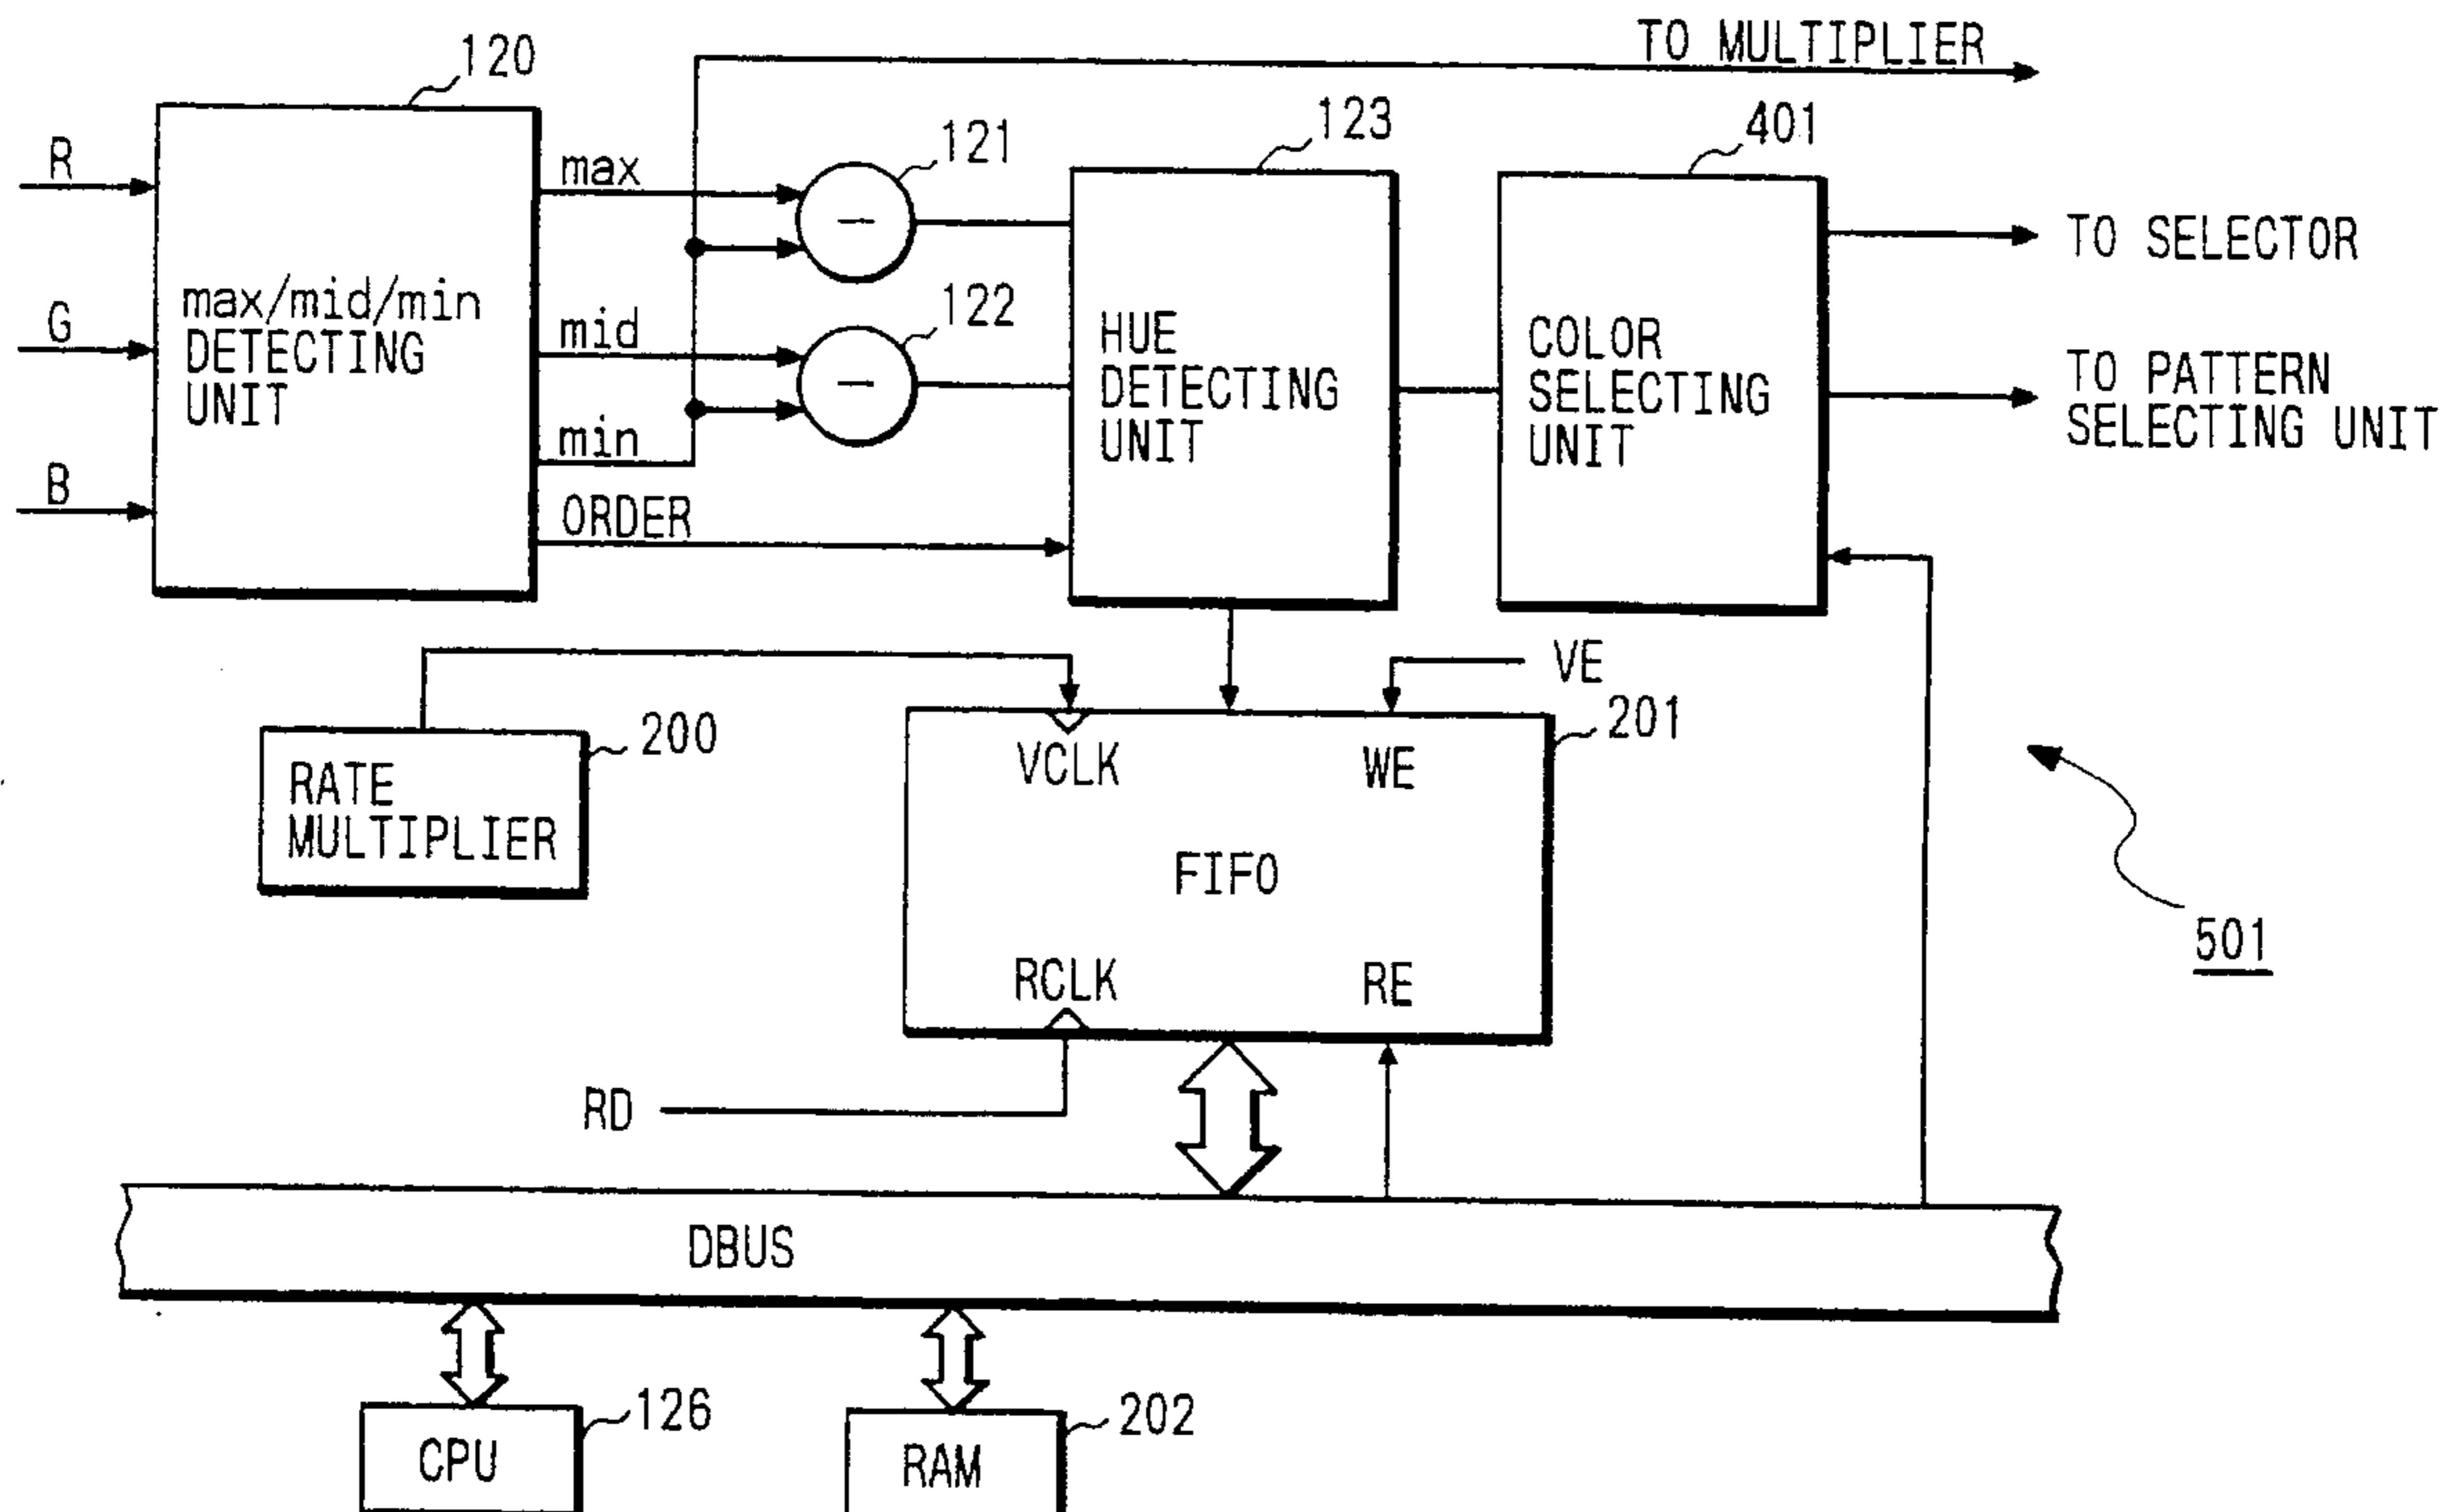 TO MULTIPLIER
120
121
123
401
R
max
max/mid/min
DETECTING
UNIT
G
mid
122
HUE
DETECTING
UNIT
COLOR
SELECTING
UNIT
TO SELECTOR
TO PATTERN
SELECTING UNIT
min
B
ORDER
VE
200
201
RATE
MULTIPLIER
VCLK
WE
FIFO
RCLK
RE
501
RD
DBUS
CPU
126
RAM
202